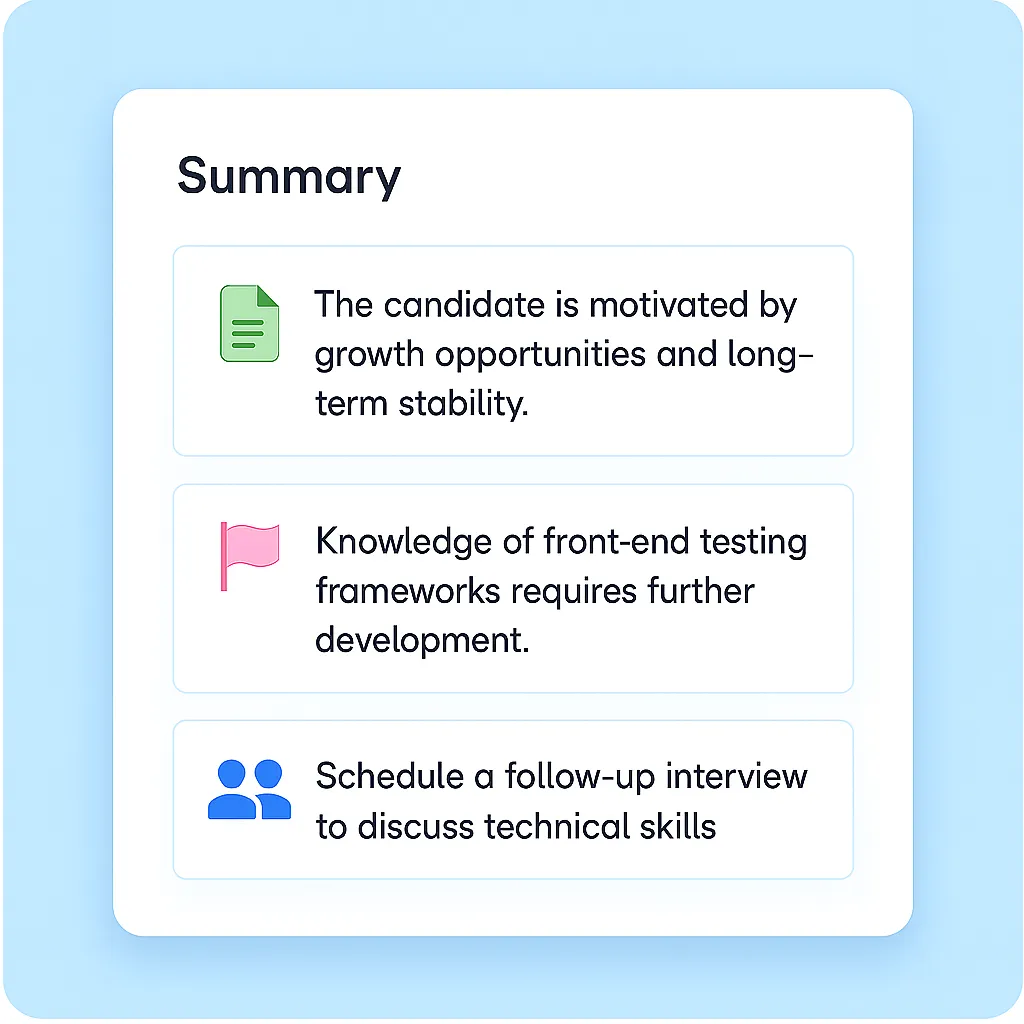 Summary
The candidate is motivated by
growth opportunities and long-
term stability.
Knowledge of front-end testing
frameworks requires further
development.
Schedule a follow-up interview
to discuss technical skills